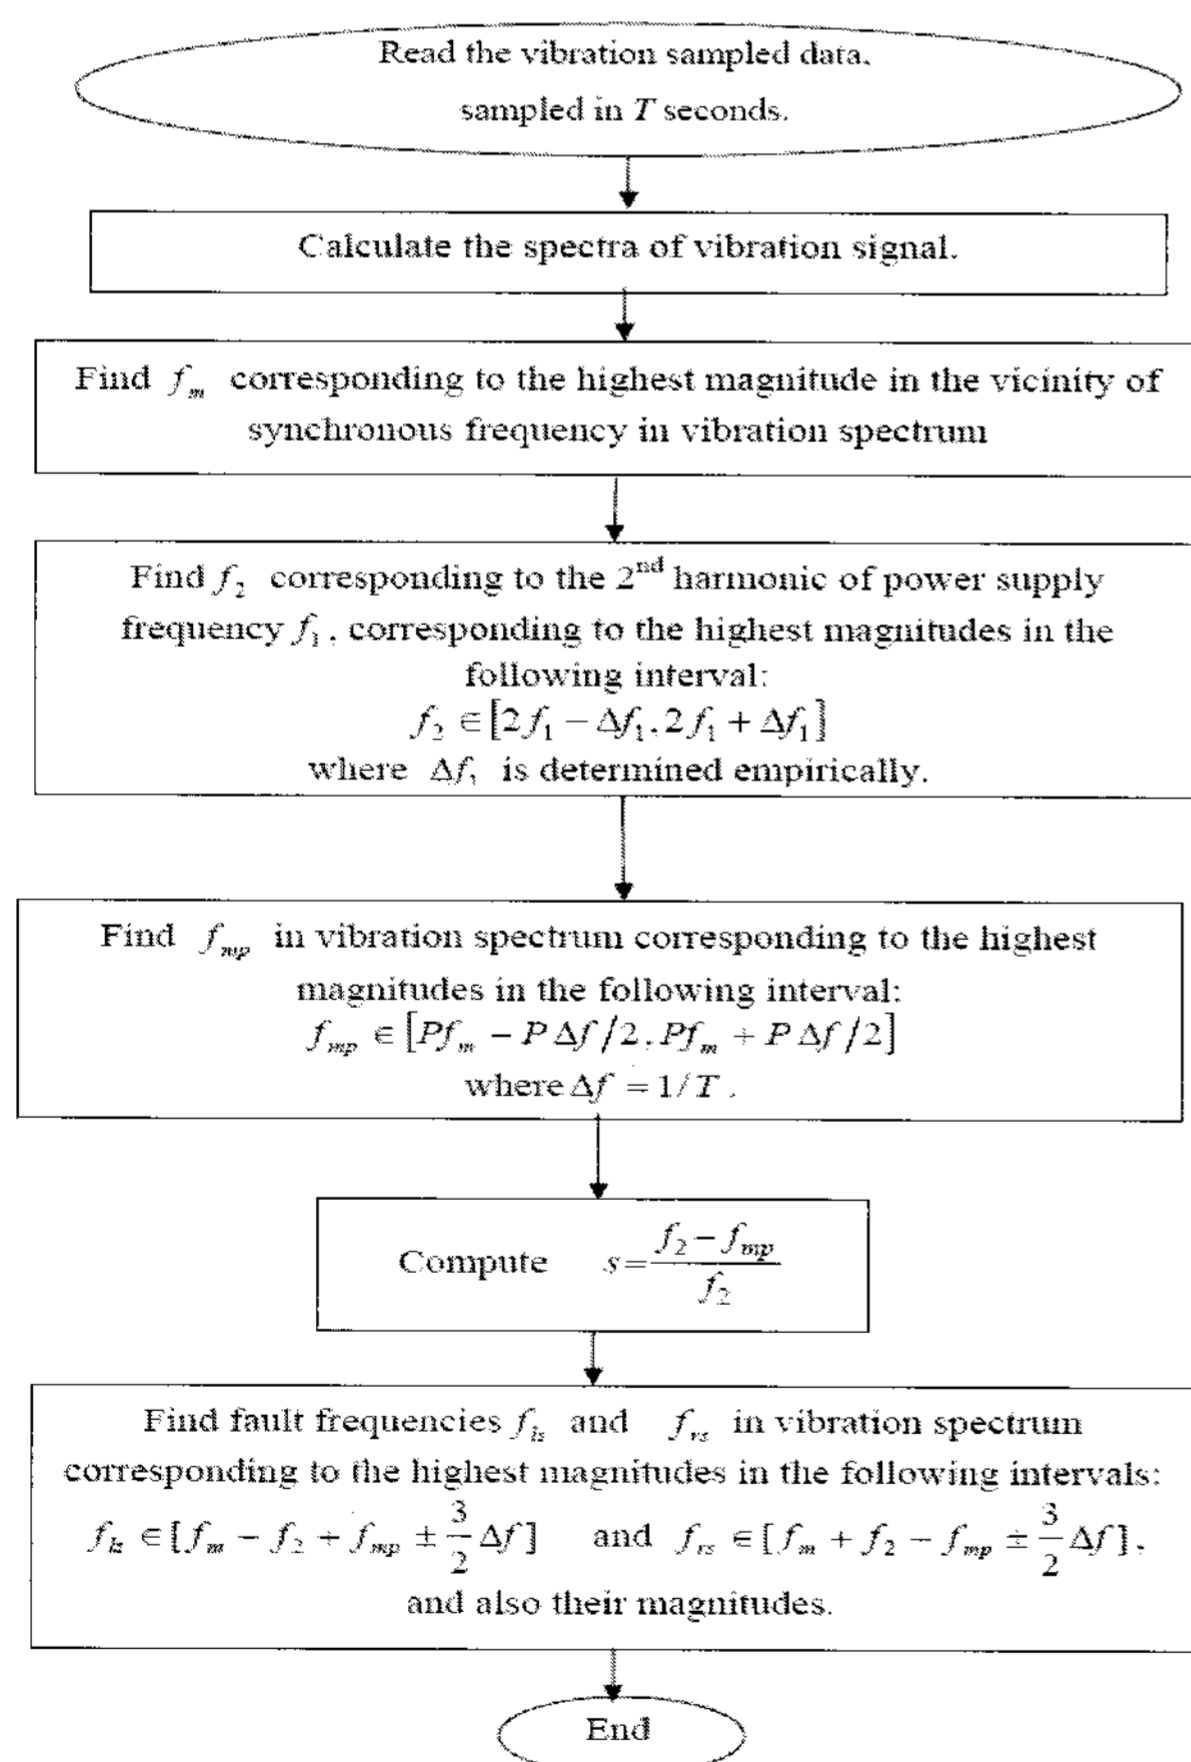 Read the vibration sampled data,
sampled in T seconds.
Calculate the spectra of vibration signal.
Find f_m corresponding to the highest magnitude in the vicinity of
synchronous frequency in vibration spectrum
Find f_2 corresponding to the 2^nd harmonic of power supply
frequency f_1, corresponding to the highest magnitudes in the
following interval:
f_2 ∈ [2f_1 − Δf_1, 2f_1 + Δf_1]
where Δf_1 is determined empirically.
Find f_mp in vibration spectrum corresponding to the highest
magnitudes in the following interval:
f_mp ∈ [Pf_m − PΔf/2, Pf_m + PΔf/2]
where Δf = 1/T.
Compute s = (f_2 − f_mp)/f_2
Find fault frequencies f_ls and f_rs in vibration spectrum
corresponding to the highest magnitudes in the following intervals:
f_ls ∈ [f_m − f_2 + f_mp ± 3/2 Δf] and f_rs ∈ [f_m + f_2 − f_mp ± 3/2 Δf],
and also their magnitudes.
End